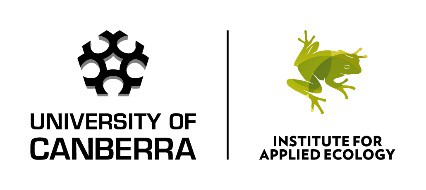 UNIVERSITY OF
CANBERRA
INSTITUTE FOR
APPLIED ECOLOGY